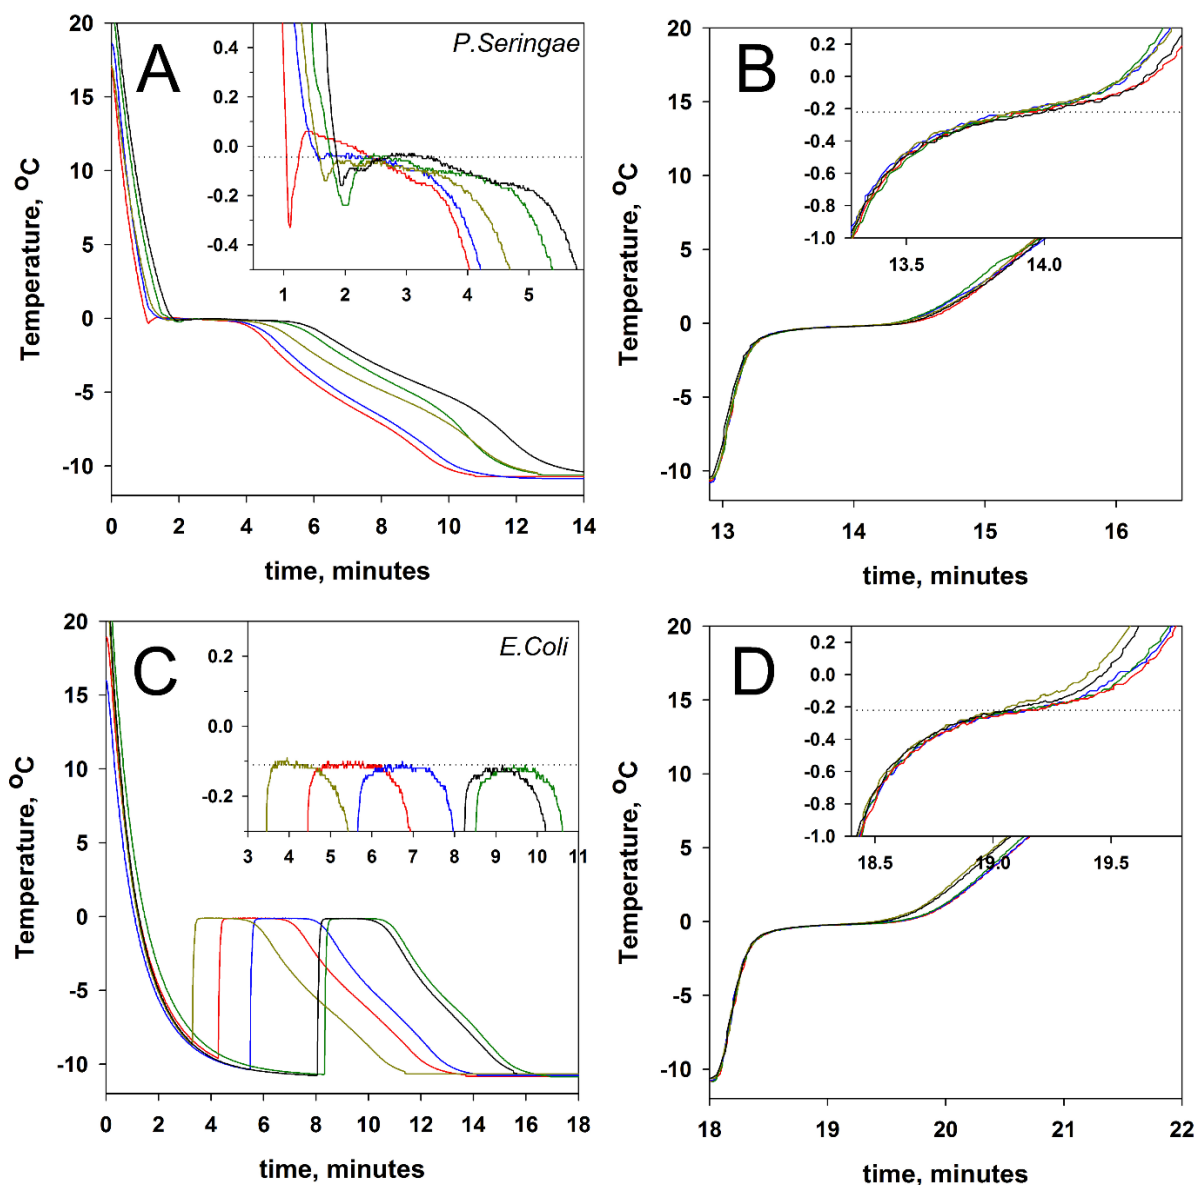 A
P.Seringae
Temperature, °C
20
15
10
5
0
-5
-10
0.4
0.2
0.0
-0.2
-0.4
1 2 3 4 5
0 2 4 6 8 10 12 14
time, minutes
B
Temperature, °C
20
15
10
5
0
-5
-10
0.2
0.0
-0.2
-0.4
-0.6
-0.8
-1.0
13.5 14.0
13 14 15 16
time, minutes
C
E.Coli
Temperature, °C
20
15
10
5
0
-5
-10
0.2
0.0
-0.2
3 4 5 6 7 8 9 10 11
0 2 4 6 8 10 12 14 16 18
time, minutes
D
Temperature, °C
20
15
10
5
0
-5
-10
0.2
0.0
-0.2
-0.4
-0.6
-0.8
-1.0
18.5 19.0 19.5
18 19 20 21 22
time, minutes